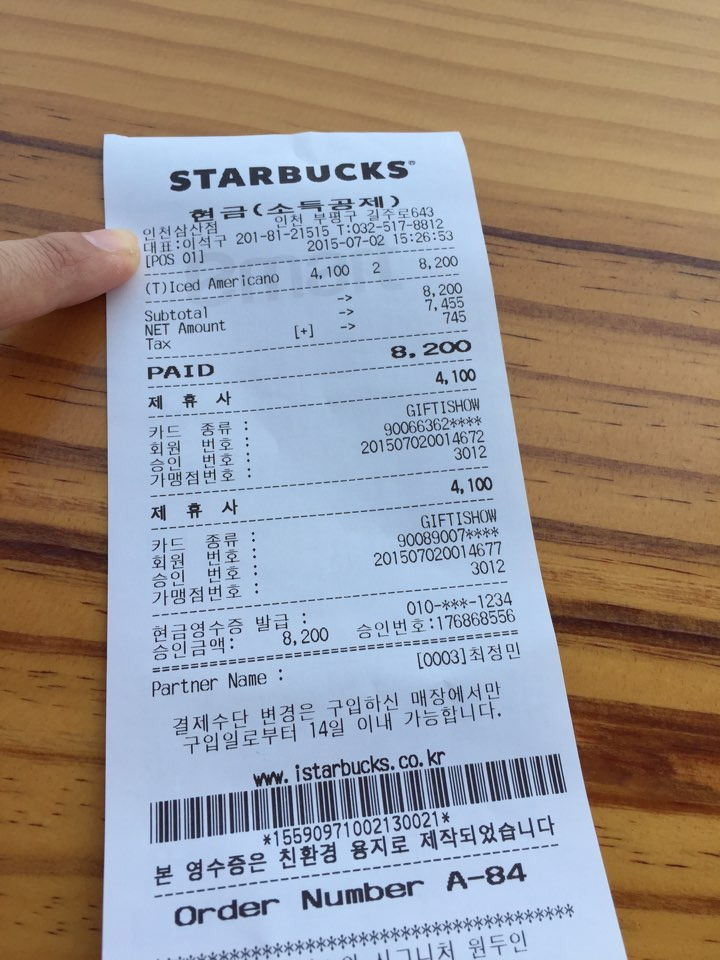 STARBUCKS®
현금(소득공제)
인천삼산점 인천 부평구 길주로643
대표:이석구 201-81-21515 T:032-517-8812
[POS 01] 2015-07-02 15:26:53
(T)Iced Americano 4,100 2 8,200
Subtotal -> 8,200
NET Amount -> 7,455
Tax [+] -> 745
PAID 8,200
제 휴 사 4,100
카드 종류 : GIFTISHOW
회원 번호 : 90066362****
승인 번호 : 201507020014672
가맹점번호 : 3012
제 휴 사 4,100
카드 종류 : GIFTISHOW
회원 번호 : 90089007****
승인 번호 : 201507020014677
가맹점번호 : 3012
현금영수증 발급 : 010-***-1234
승인금액: 8,200 승인번호:176868556
Partner Name : [0003]최정민
결제수단 변경은 구입하신 매장에서만
구입일로부터 14일 이내 가능합니다.
www.istarbucks.co.kr
*15590971002130021*
본 영수증은 친환경 용지로 제작되었습니다
Order Number A-84
시그니처 원두인